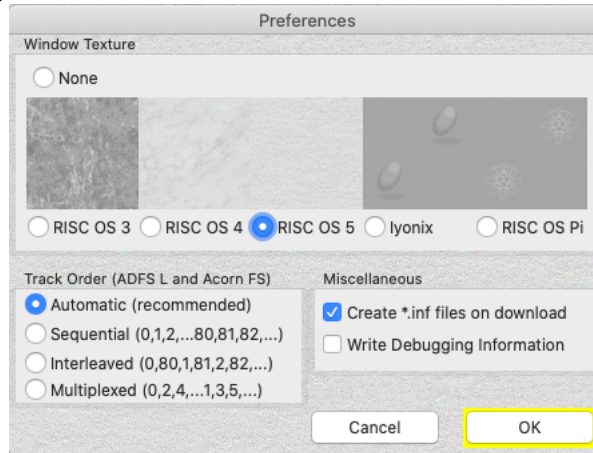 Preferences
Window Texture
None
RISC OS 3 RISC OS 4 RISC OS 5 Iyonix RISC OS Pi
Track Order (ADFS L and Acorn FS) Miscellaneous
Automatic (recommended) Create *.inf files on download
Sequential (0,1,2,...80,81,82,...) Write Debugging Information
Interleaved (0,80,1,81,2,82,...)
Multiplexed (0,2,4,...1,3,5,...)
Cancel OK